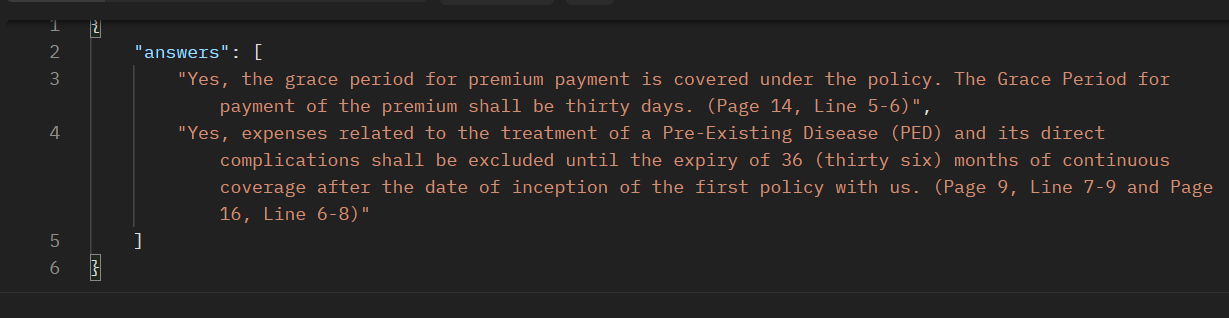 1 {
2 "answers": [
3 "Yes, the grace period for premium payment is covered under the policy. The Grace Period for
payment of the premium shall be thirty days. (Page 14, Line 5-6)",
4 "Yes, expenses related to the treatment of a Pre-Existing Disease (PED) and its direct
complications shall be excluded until the expiry of 36 (thirty six) months of continuous
coverage after the date of inception of the first policy with us. (Page 9, Line 7-9 and Page
16, Line 6-8)"
5 ]
6 }